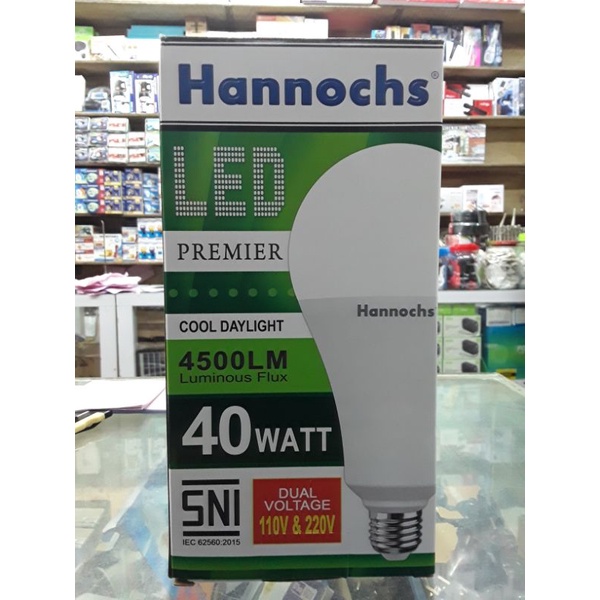 Hannochs®
LED
PREMIER
Hannochs
COOL DAYLIGHT
4500LM
Luminous Flux
40 WATT
SNI
IEC 62560:2015
DUAL
VOLTAGE
110V & 220V